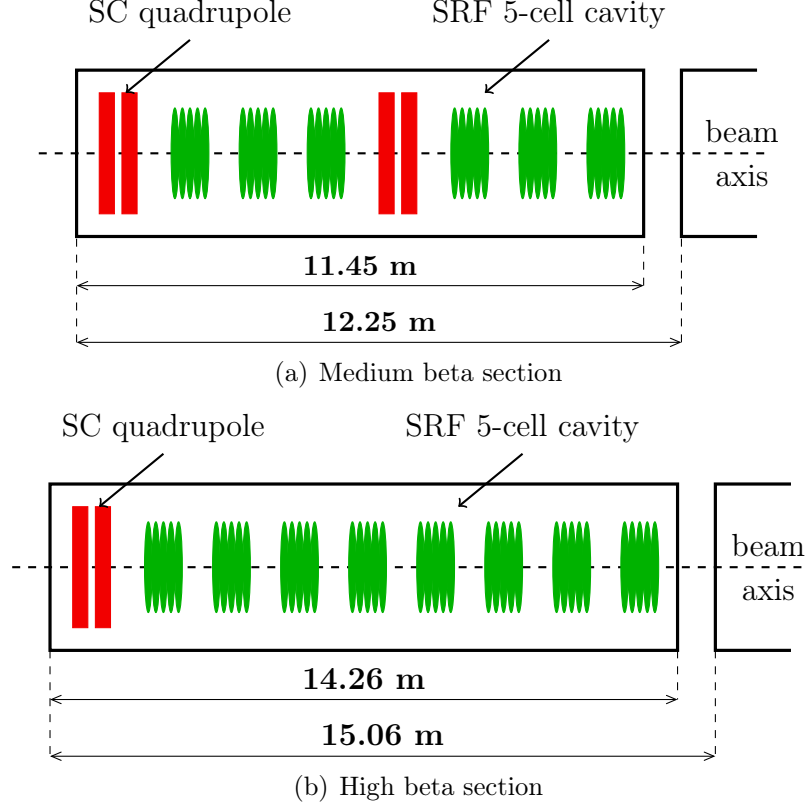 SC quadrupole
SRF 5-cell cavity
beam
axis
11.45 m
12.25 m
(a) Medium beta section
SC quadrupole
SRF 5-cell cavity
beam
axis
14.26 m
15.06 m
(b) High beta section